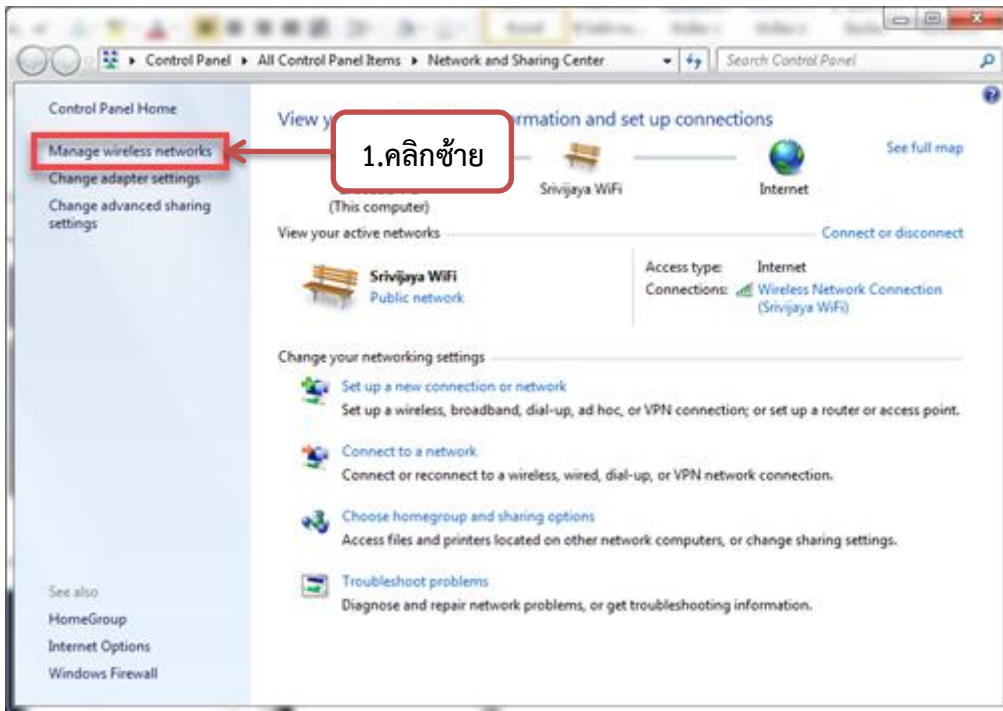 Control Panel ▸ All Control Panel Items ▸ Network and Sharing Center
Search Control Panel
Control Panel Home
Manage wireless networks
Change adapter settings
Change advanced sharing
settings
See also
HomeGroup
Internet Options
Windows Firewall
1.คลิกซ้าย
View y
rmation and set up connections
See full map
(This computer)
Srivijaya WiFi
Internet
View your active networks
Connect or disconnect
Srivijaya WiFi
Public network
Access type: Internet
Connections: Wireless Network Connection
(Srivijaya WiFi)
Change your networking settings
Set up a new connection or network
Set up a wireless, broadband, dial-up, ad hoc, or VPN connection; or set up a router or access point.
Connect to a network
Connect or reconnect to a wireless, wired, dial-up, or VPN network connection.
Choose homegroup and sharing options
Access files and printers located on other network computers, or change sharing settings.
Troubleshoot problems
Diagnose and repair network problems, or get troubleshooting information.